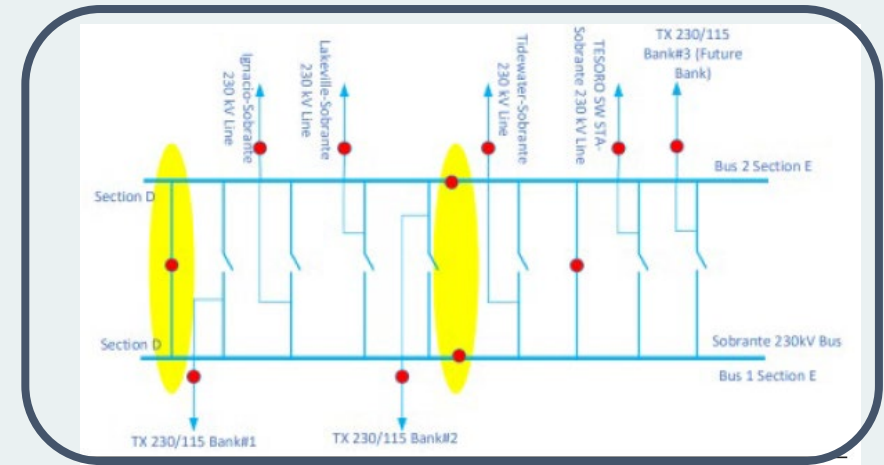 Ignacio-Sobrante
230 kV Line
Lakeville-Sobrante
230 kV Line
Tidewater-Sobrante
230 kV Line
TESORO SW STA-
Sobrante 230 kV Line
TX 230/115
Bank#3 (Future
Bank)
Bus 2 Section E
Section D
Section D
Sobrante 230kV Bus
Bus 1 Section E
TX 230/115 Bank#1
TX 230/115 Bank#2